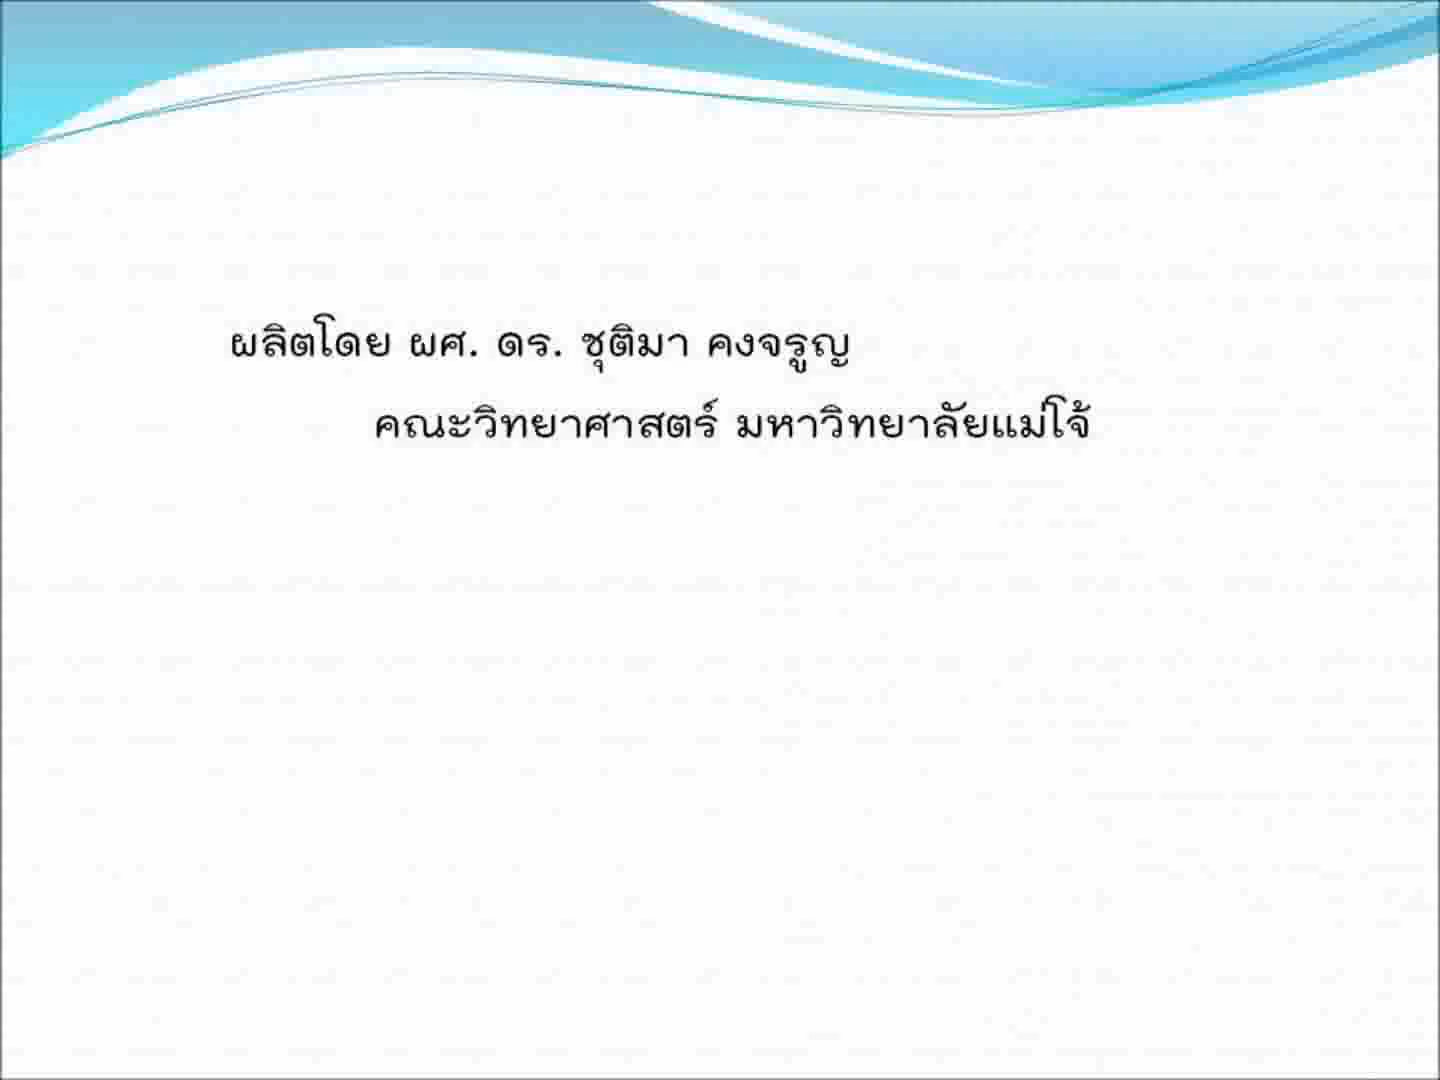 ผลิตโดย ผศ. ดร. ชุติมา คงจรูญ
คณะวิทยาศาสตร์ มหาวิทยาลัยแม่โจ้